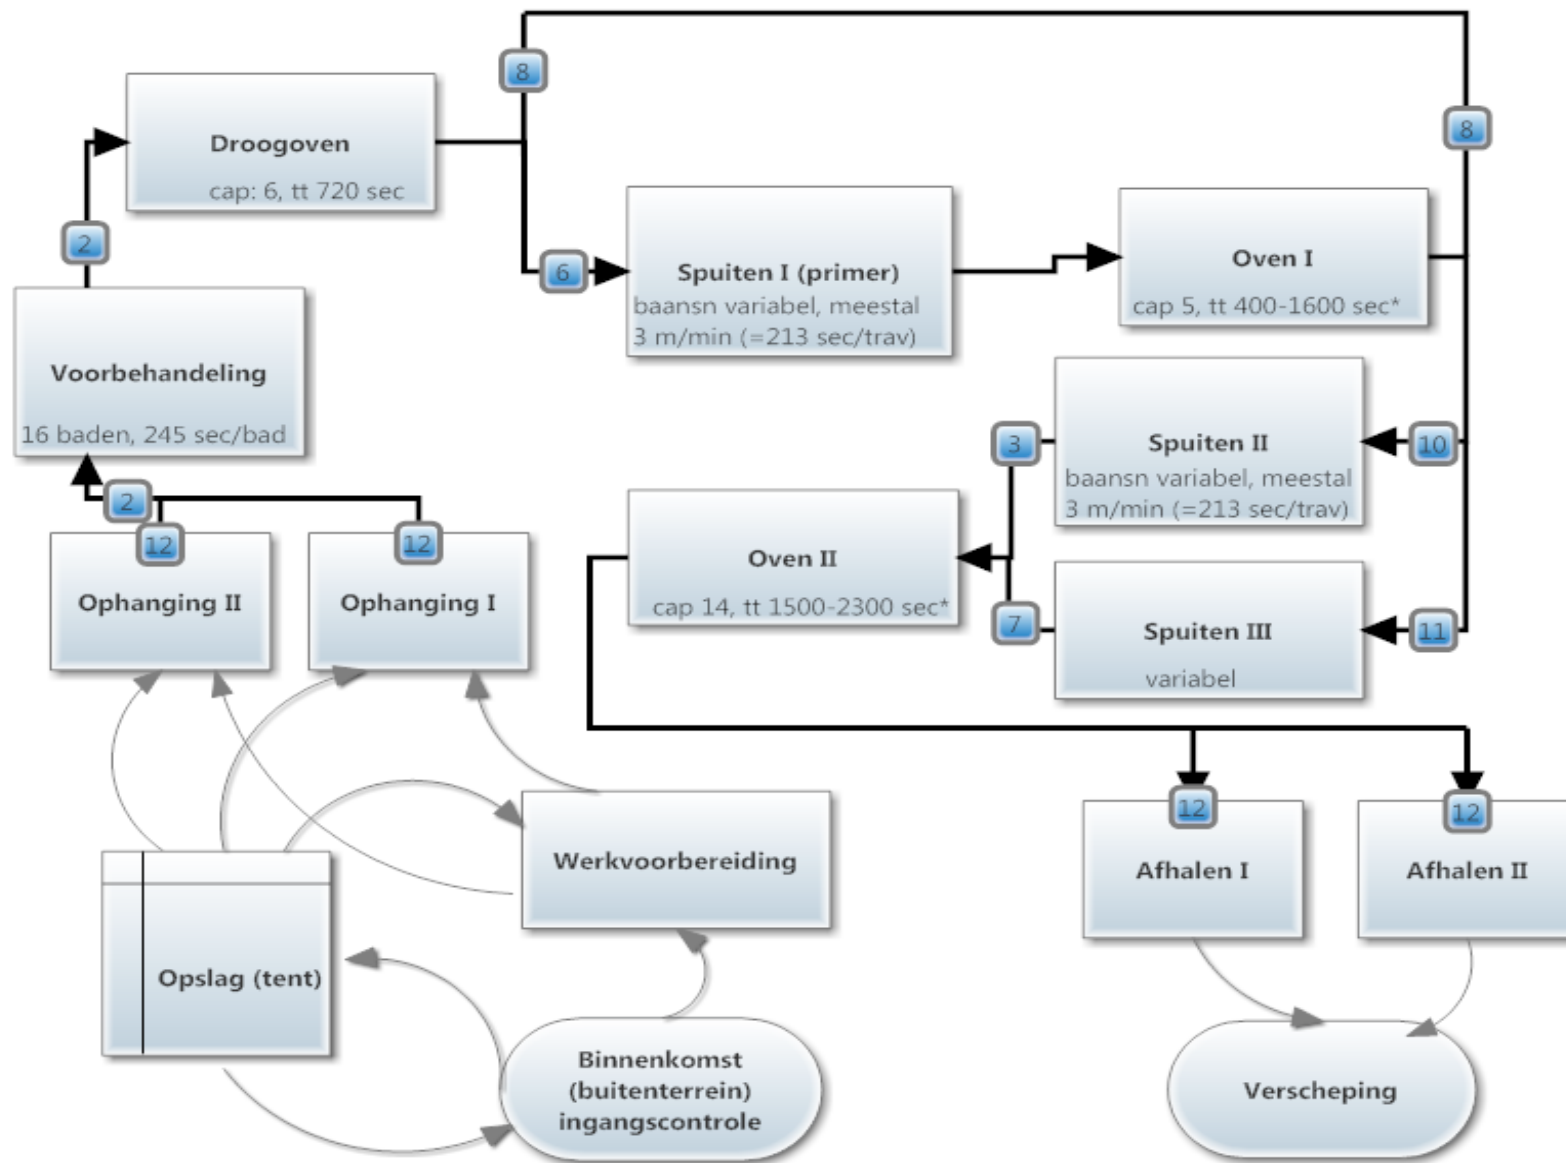 8
Droogoven
cap: 6, tt 720 sec
8
2
6
Spuiten I (primer)
baansn variabel, meestal
3 m/min (=213 sec/trav)
Oven I
cap 5, tt 400-1600 sec*
Voorbehandeling
16 baden, 245 sec/bad
3
Spuiten II
baansn variabel, meestal
3 m/min (=213 sec/trav)
10
2
12
12
Ophanging II
Ophanging I
Oven II
cap 14, tt 1500-2300 sec*
7
Spuiten III
variabel
11
12
12
Werkvoorbereiding
Afhalen I
Afhalen II
Opslag (tent)
Binnenkomst
(buitenterrein)
ingangscontrole
Verscheping